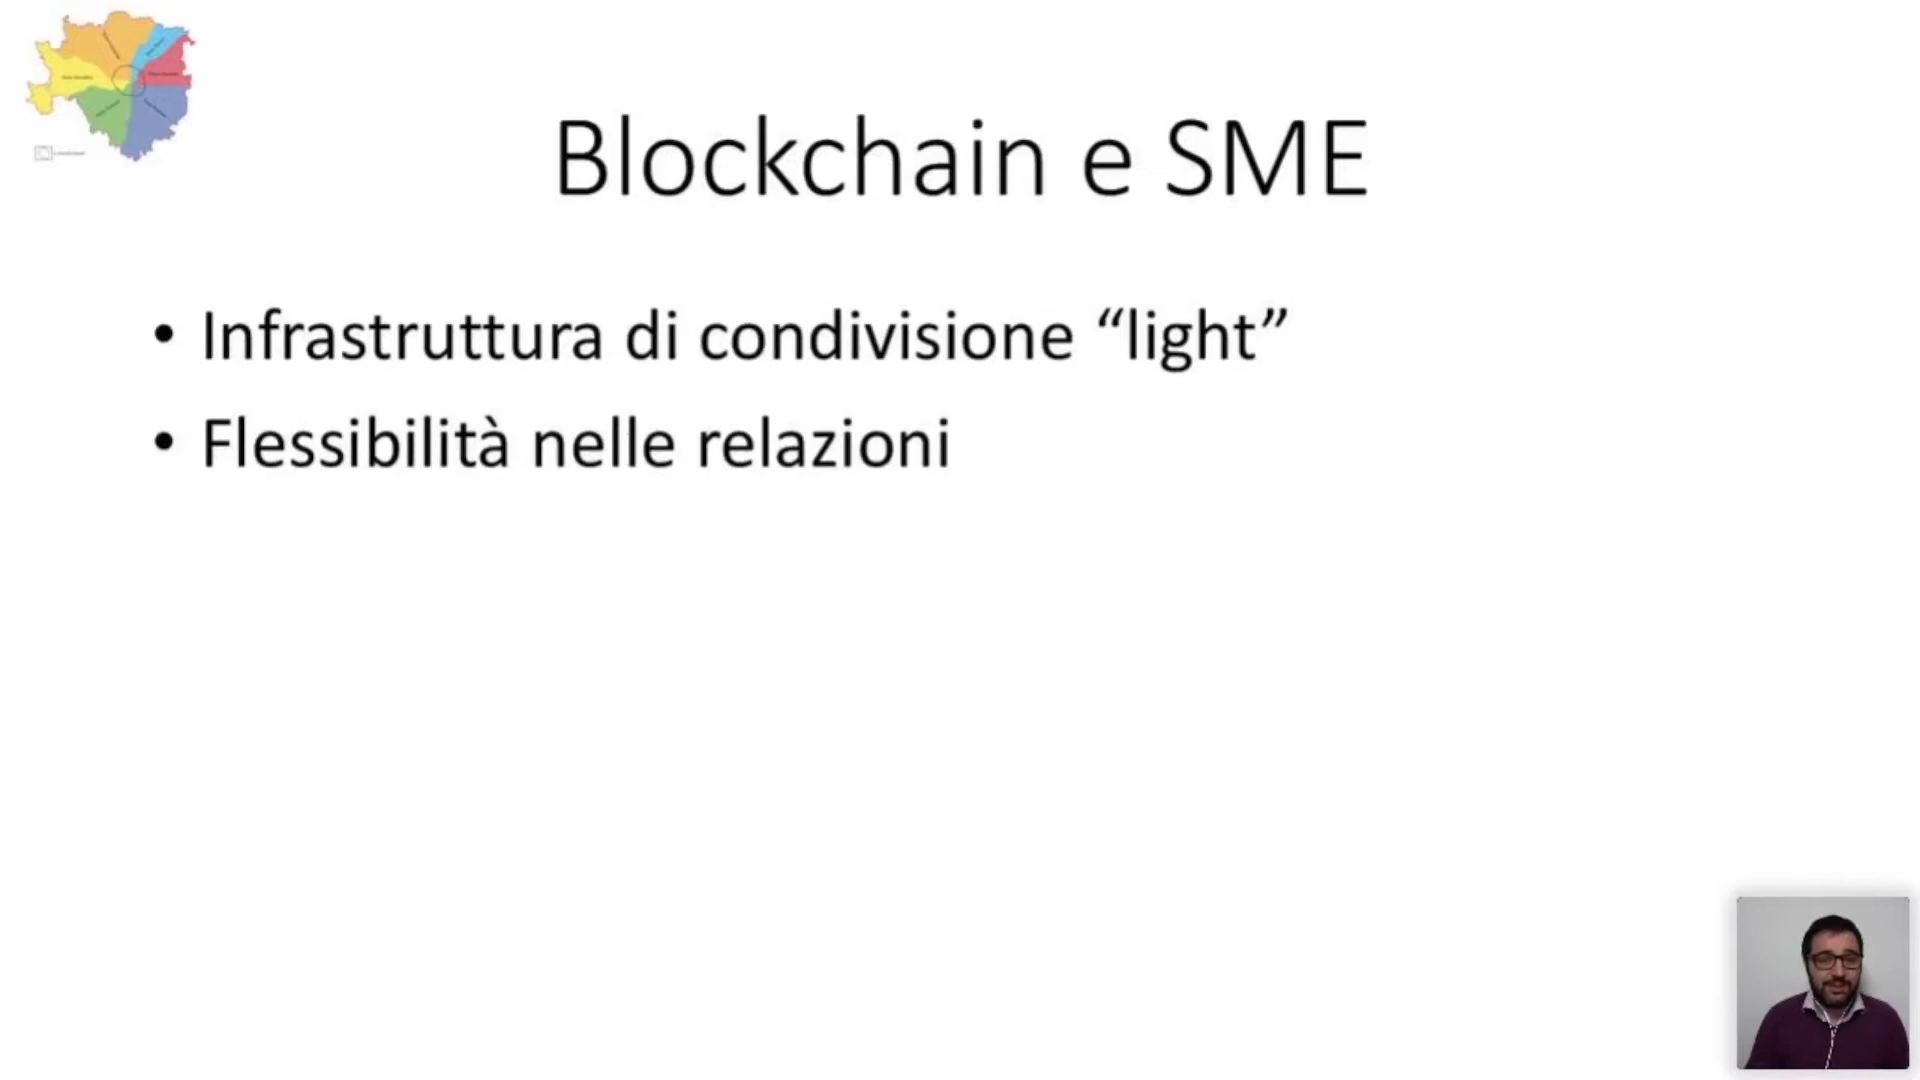 Blockchain e SME
• Infrastruttura di condivisione “light”
• Flessibilità nelle relazioni